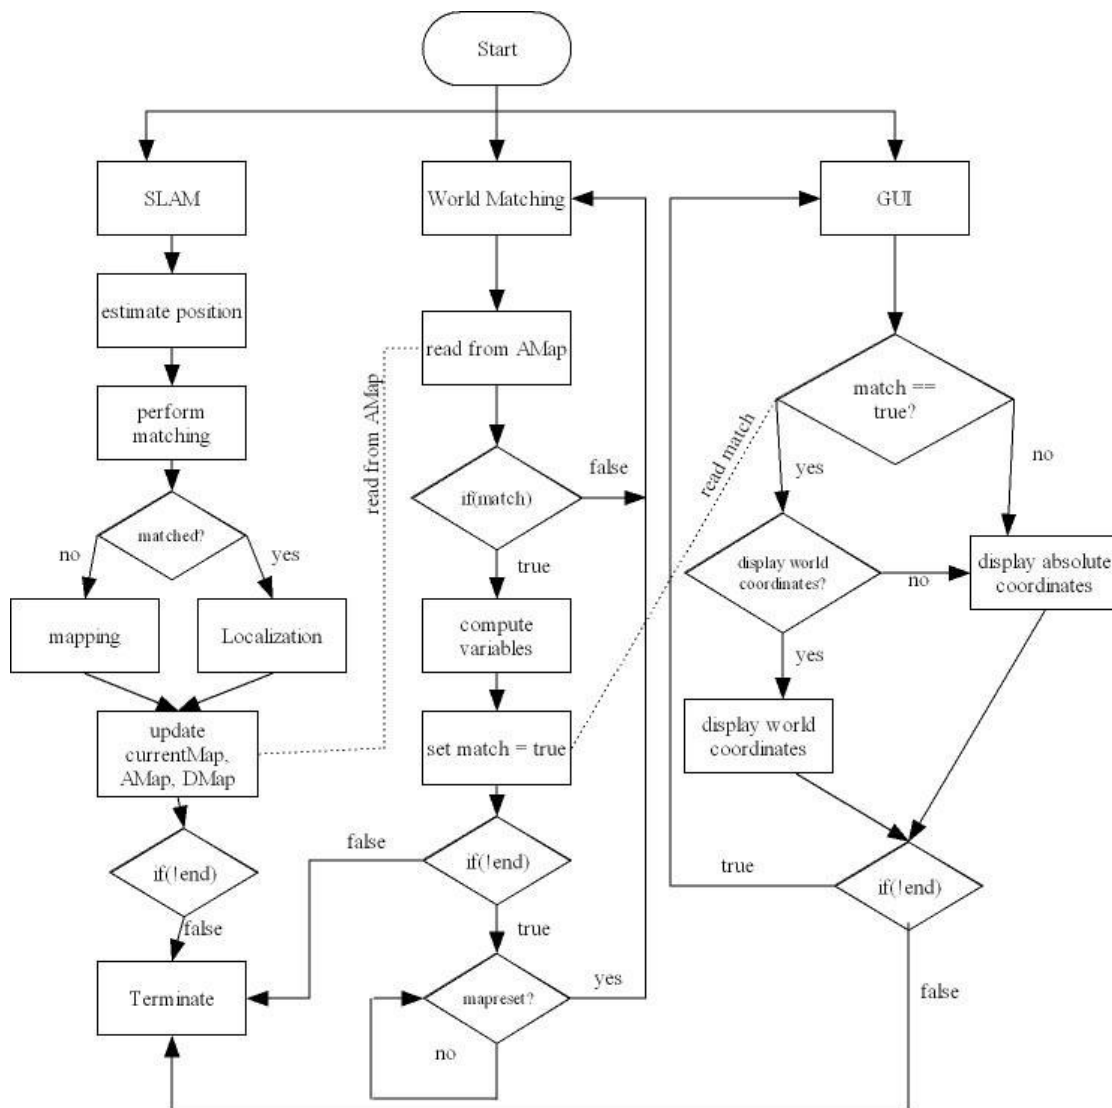 Start
SLAM
World Matching
GUI
estimate position
read from AMap
read from AMap
perform
matching
match ==
true?
read match
yes
no
matched?
no
yes
if(match)
false
true
display world
coordinates?
no
display absolute
coordinates
mapping
Localization
compute
variables
yes
update
currentMap,
AMap, DMap
set match = true
display world
coordinates
if(!end)
false
false
if(!end)
true
true
if(!end)
false
Terminate
mapreset?
yes
no